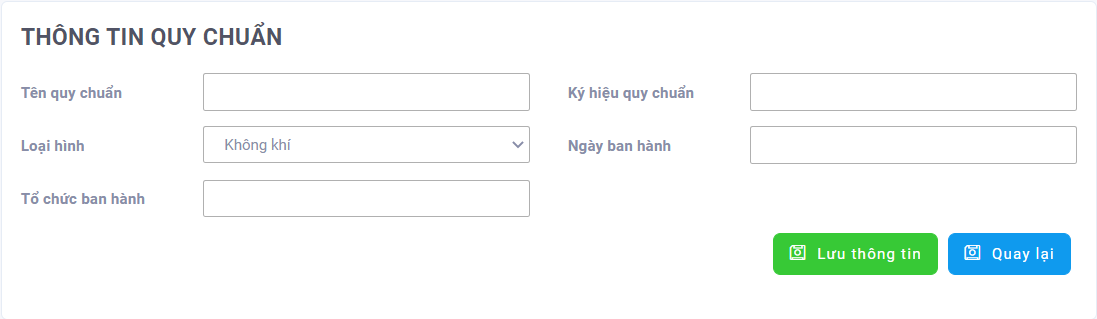 THÔNG TIN QUY CHUẨN
Tên quy chuẩn
Ký hiệu quy chuẩn
Loại hình
Không khí
Ngày ban hành
Tổ chức ban hành
Lưu thông tin
Quay lại